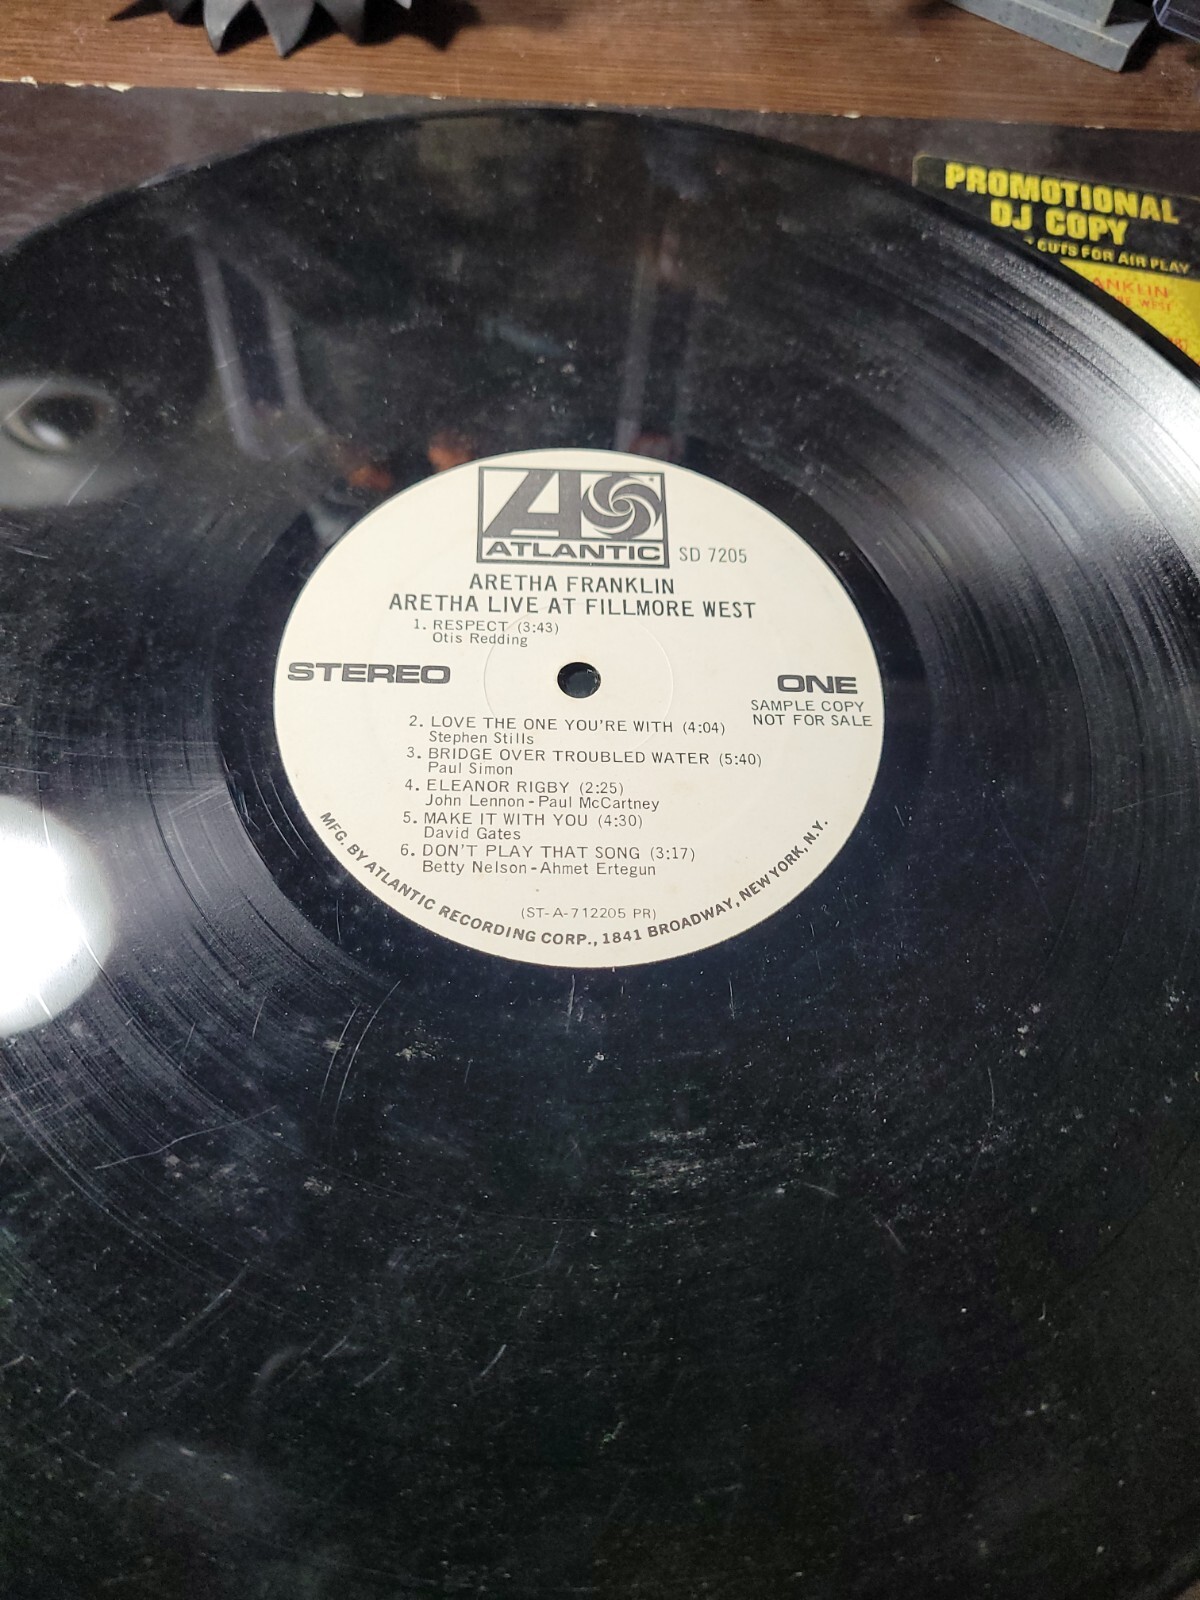 PROMOTIONAL
DJ COPY
CUTS FOR AIR PLAY
ANKLIN
WEST
ATLANTIC
SD 7205
ARETHA FRANKLIN
ARETHA LIVE AT FILLMORE WEST
1. RESPECT (3:43)
Otis Redding
STEREO
ONE
SAMPLE COPY
NOT FOR SALE
2. LOVE THE ONE YOU'RE WITH (4:04)
Stephen Stills
3. BRIDGE OVER TROUBLED WATER (5:40)
Paul Simon
4. ELEANOR RIGBY (2:25)
John Lennon - Paul McCartney
5. MAKE IT WITH YOU (4:30)
David Gates
6. DON'T PLAY THAT SONG (3:17)
Betty Nelson - Ahmet Ertegun
(ST-A-712205 PR)
MFG. BY ATLANTIC RECORDING CORP., 1841 BROADWAY, NEW YORK, N.Y.